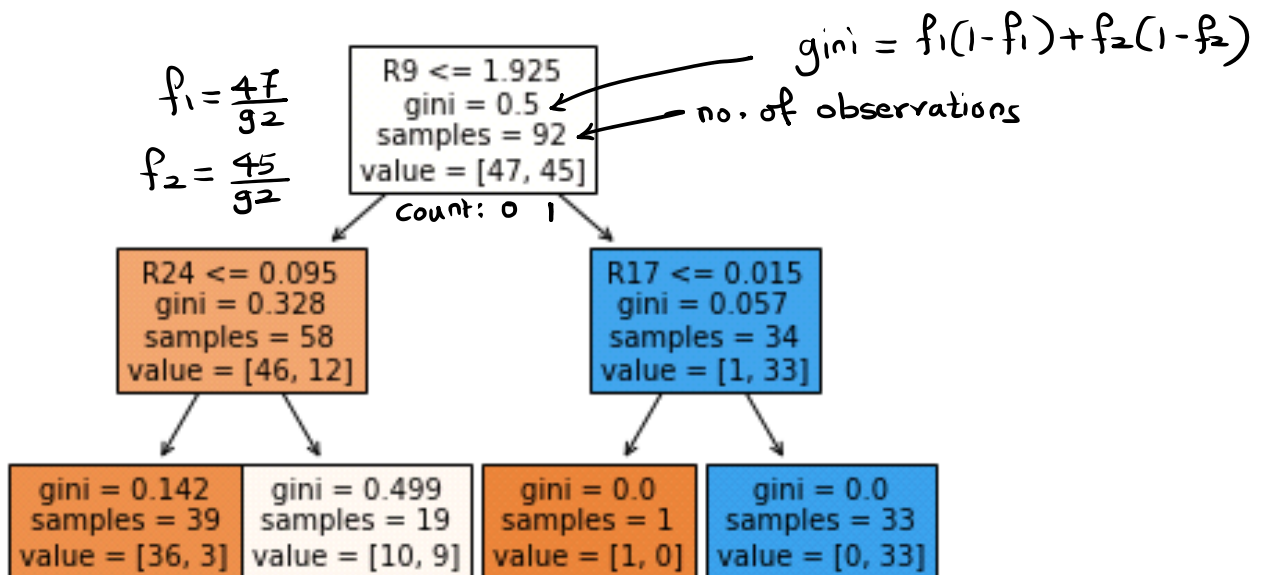 gini = f₁(1-f₁)+f₂(1-f₂)
f₁ = 47/92
R9 <= 1.925
gini = 0.5
samples = 92
value = [47, 45]
no. of observations
f₂ = 45/92
count: 0 1
R24 <= 0.095
gini = 0.328
samples = 58
value = [46, 12]
R17 <= 0.015
gini = 0.057
samples = 34
value = [1, 33]
gini = 0.142
samples = 39
value = [36, 3]
gini = 0.499
samples = 19
value = [10, 9]
gini = 0.0
samples = 1
value = [1, 0]
gini = 0.0
samples = 33
value = [0, 33]